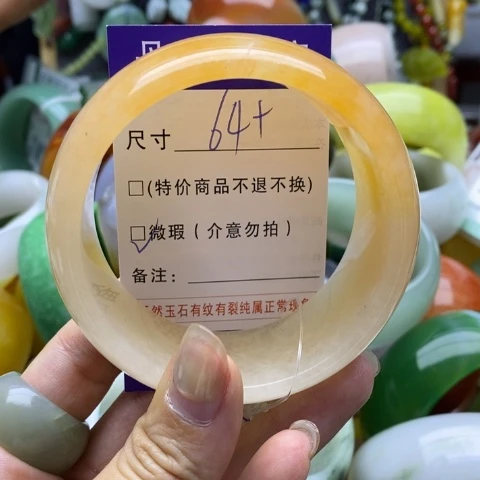 尺寸 64+
□(特价商品不退不换)
□微瑕(介意勿拍)
备注:
然玉石有纹有裂纯属正常现象